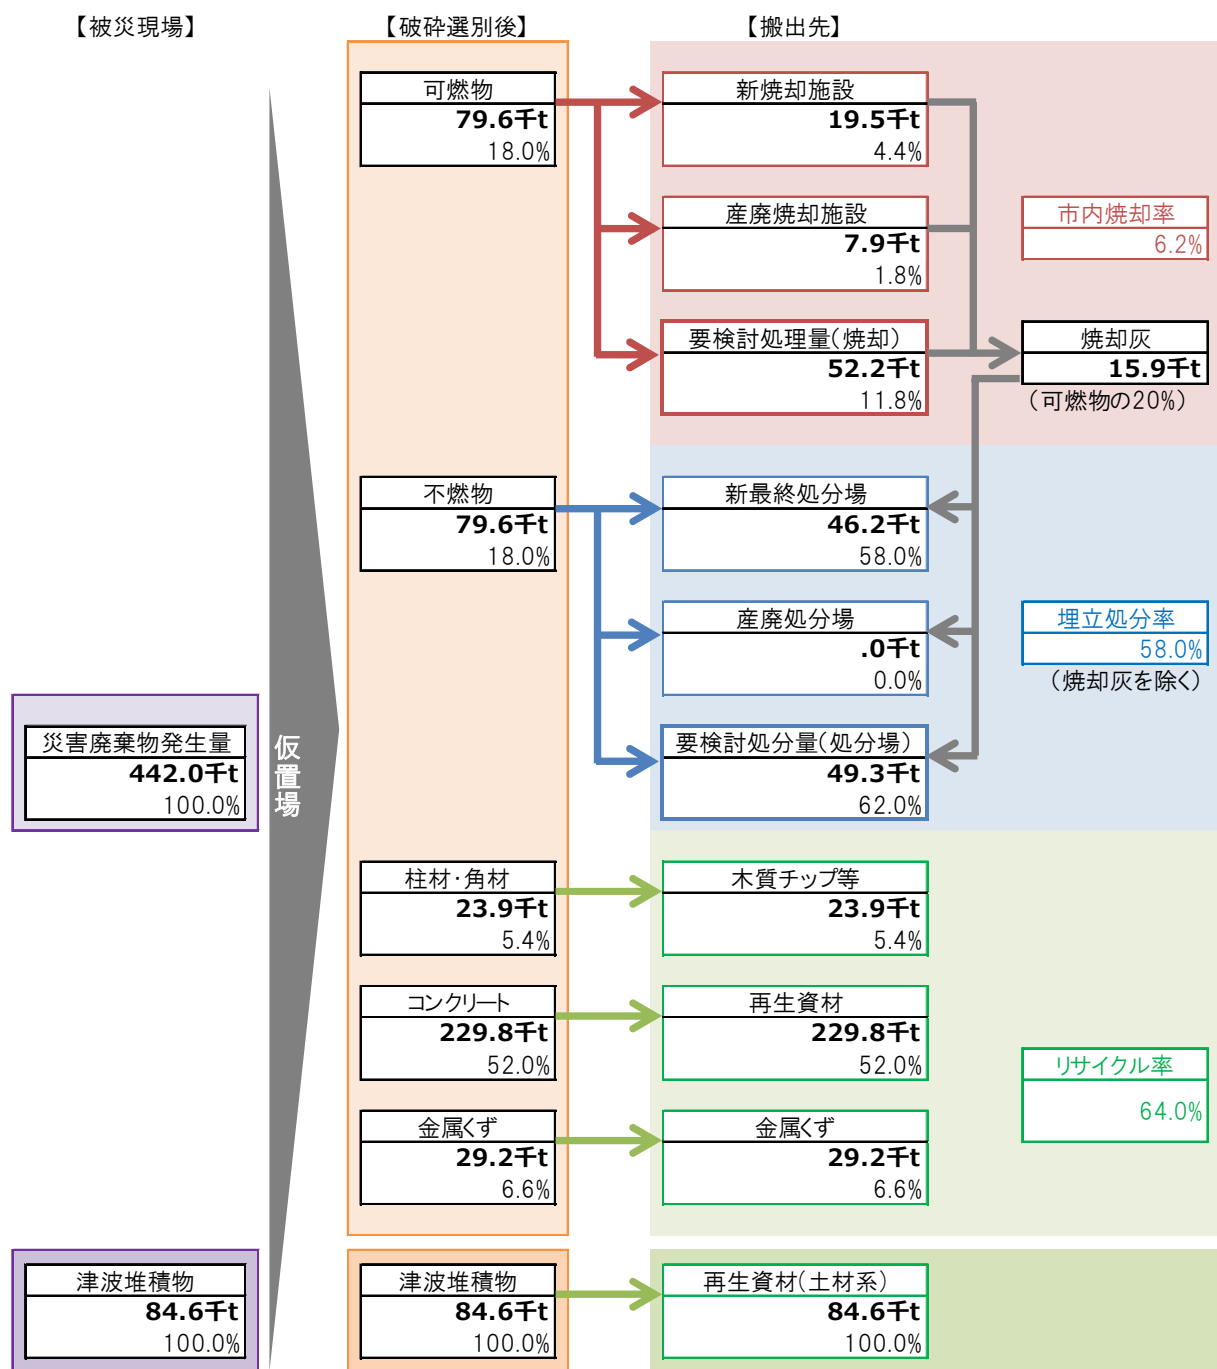 【被災現場】
【破砕選別後】
【搬出先】
可燃物
79.6千t
18.0%
新焼却施設
19.5千t
4.4%
産廃焼却施設
7.9千t
1.8%
市内焼却率
6.2%
要検討処理量(焼却)
52.2千t
11.8%
焼却灰
15.9千t
(可燃物の20%)
不燃物
79.6千t
18.0%
新最終処分場
46.2千t
58.0%
産廃処分場
.0千t
0.0%
埋立処分率
58.0%
(焼却灰を除く)
災害廃棄物発生量
442.0千t
100.0%
仮置場
要検討処分量(処分場)
49.3千t
62.0%
柱材・角材
23.9千t
5.4%
木質チップ等
23.9千t
5.4%
コンクリート
229.8千t
52.0%
再生資材
229.8千t
52.0%
リサイクル率
64.0%
金属くず
29.2千t
6.6%
金属くず
29.2千t
6.6%
津波堆積物
84.6千t
100.0%
津波堆積物
84.6千t
100.0%
再生資材(土材系)
84.6千t
100.0%